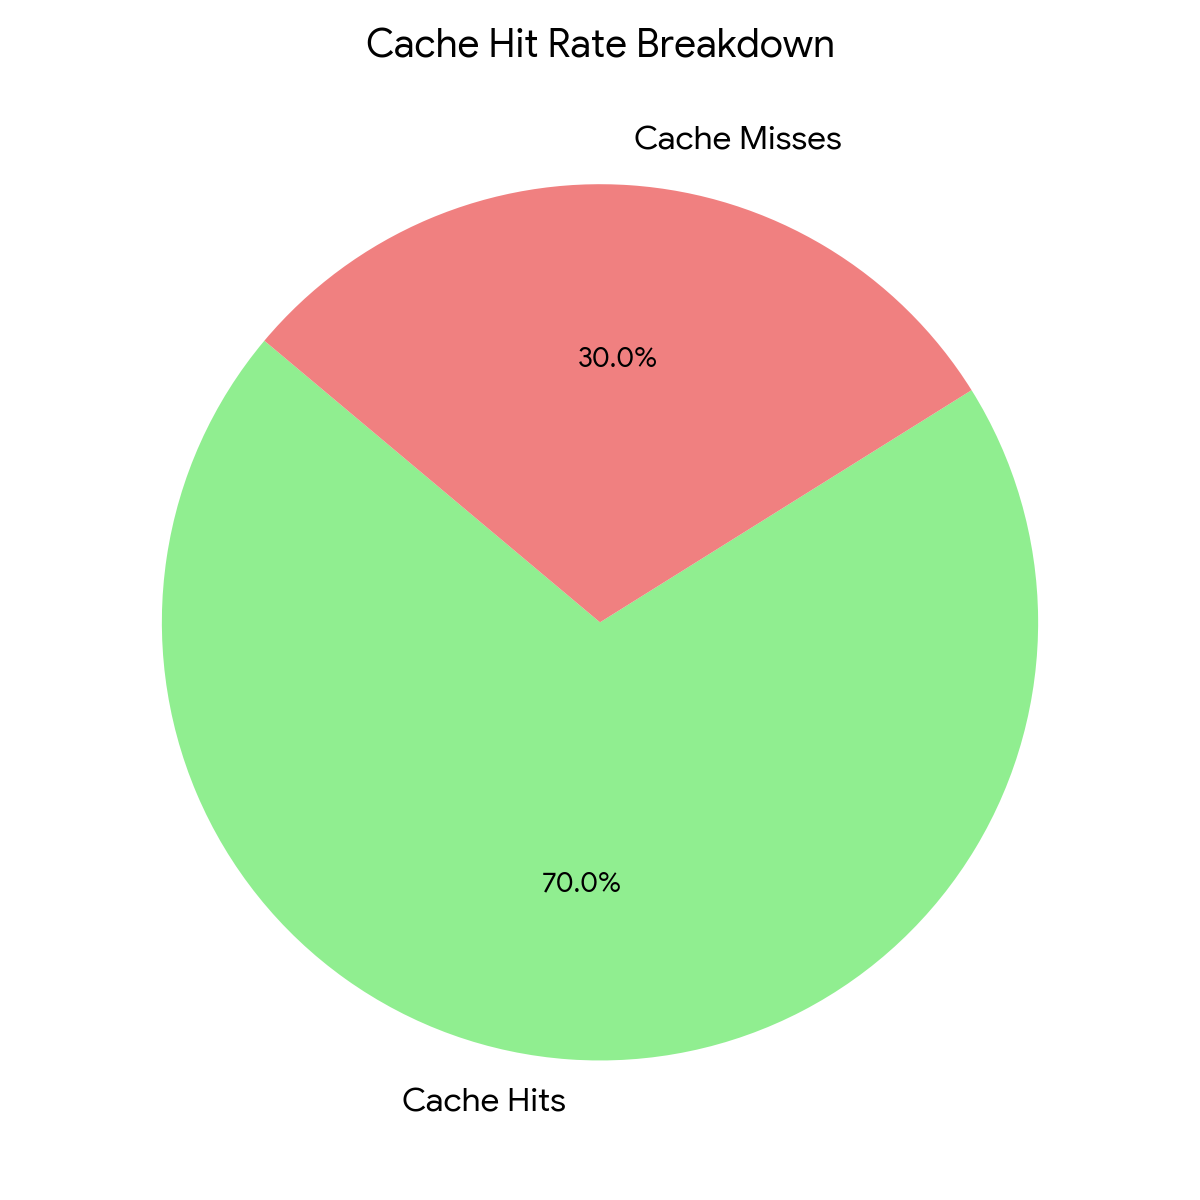 Cache Hit Rate Breakdown
Cache Misses
30.0%
70.0%
Cache Hits